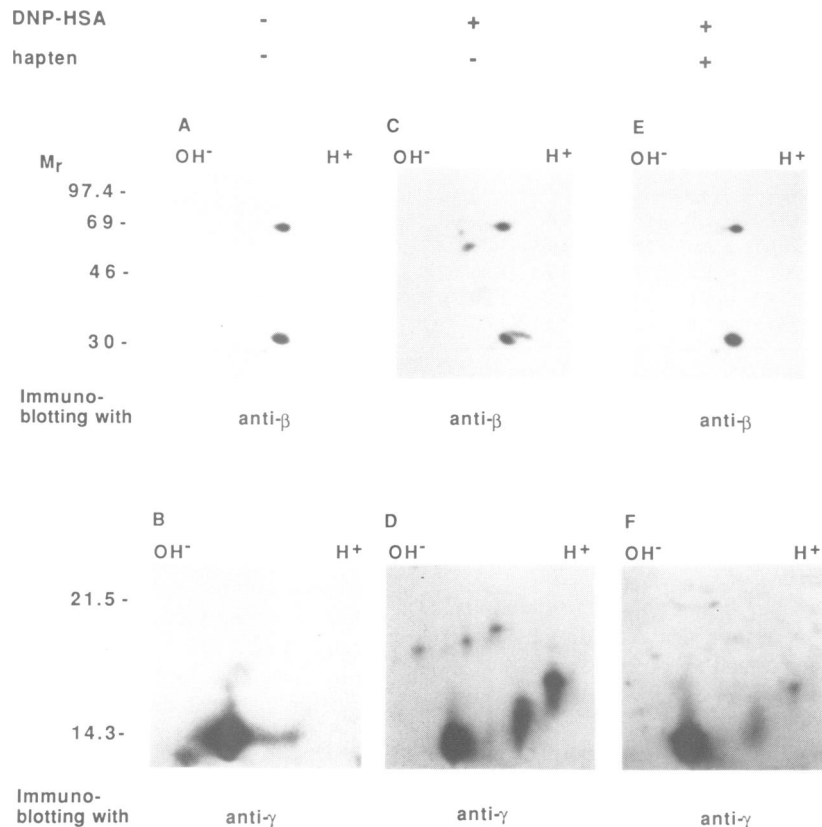 DNP-HSA - + +
hapten - - +
A C E
OH⁻ H⁺ OH⁻ H⁺ OH⁻ H⁺
Mr
97.4 -
69 -
46 -
30 -
Immuno-
blotting with anti-β anti-β anti-β
B D F
OH⁻ H⁺ OH⁻ H⁺ OH⁻ H⁺
21.5 -
14.3 -
Immuno-
blotting with anti-γ anti-γ anti-γ